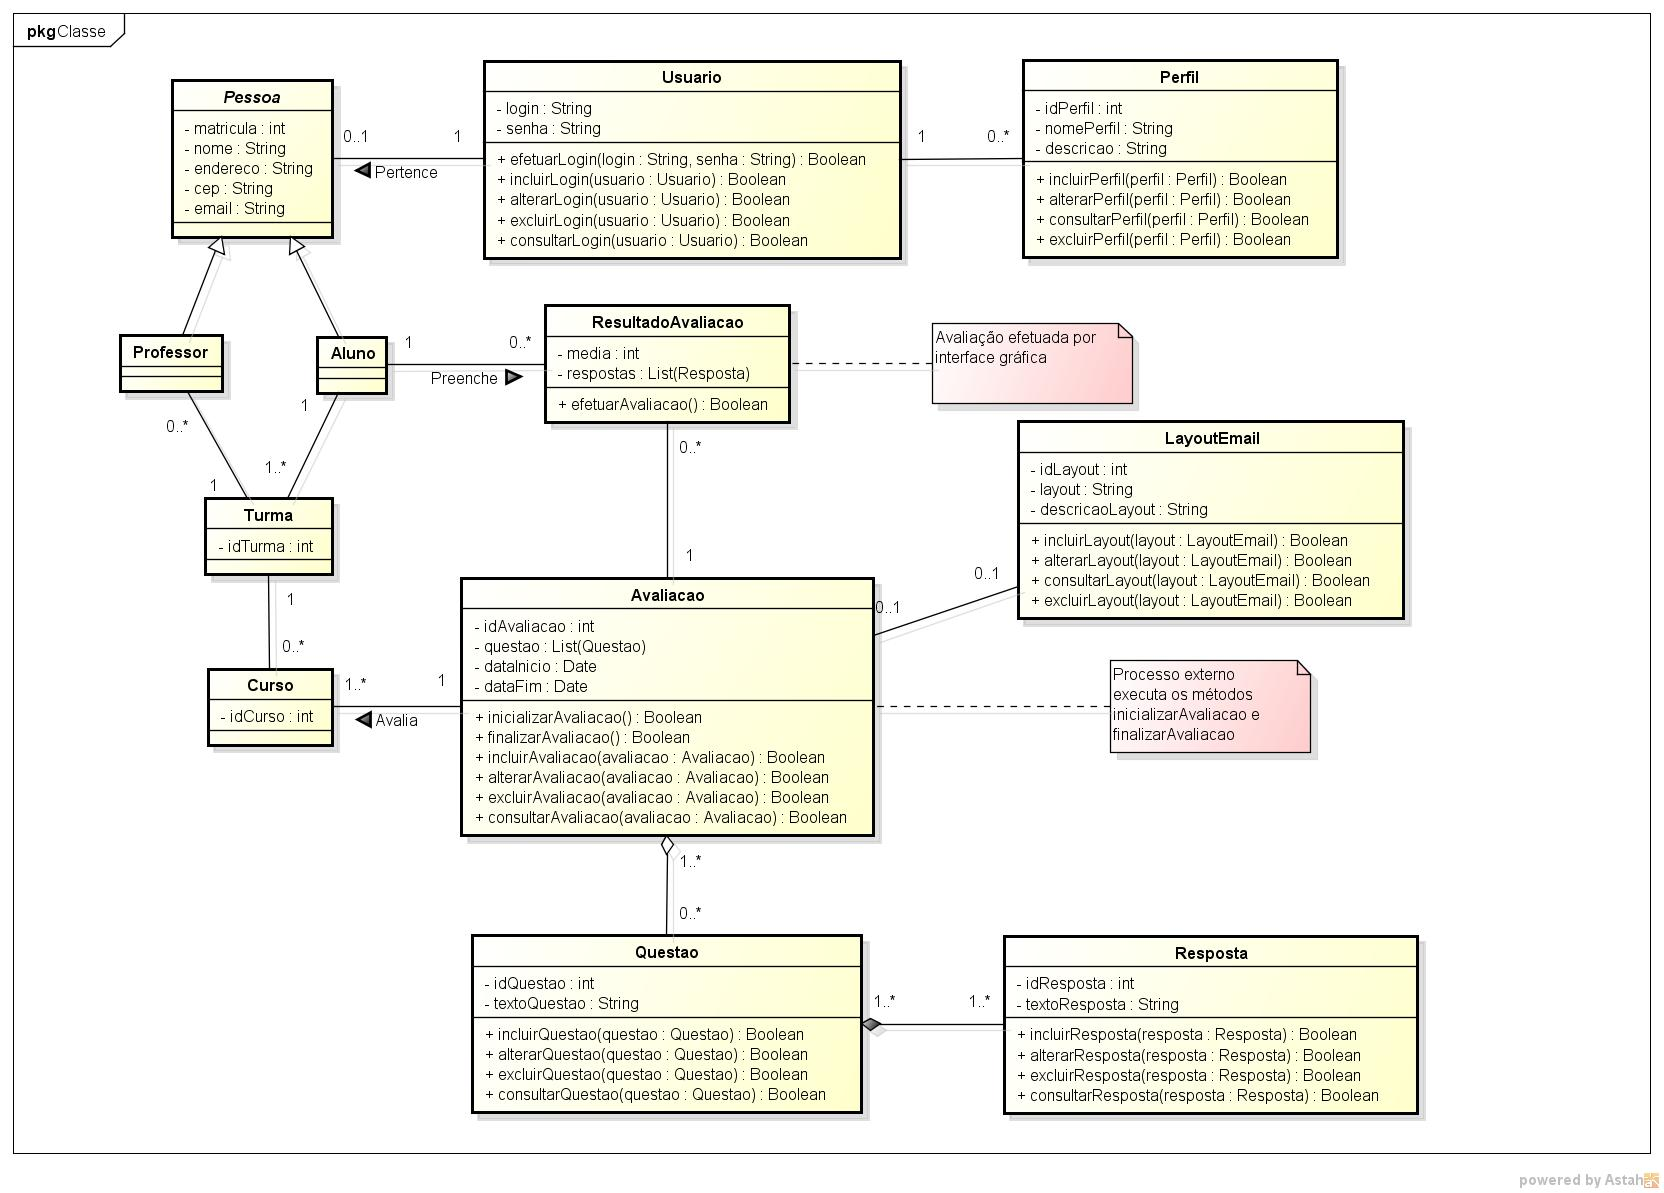 pkg Classe
Pessoa
- matricula : int
- nome : String
- endereco : String
- cep : String
- email : String
0..1
1
Pertence
Usuario
- login : String
- senha : String
+ efetuarLogin(login : String, senha : String) : Boolean
+ incluirLogin(usuario : Usuario) : Boolean
+ alterarLogin(usuario : Usuario) : Boolean
+ excluirLogin(usuario : Usuario) : Boolean
+ consultarLogin(usuario : Usuario) : Boolean
1
0..*
Perfil
- idPerfil : int
- nomePerfil : String
- descricao : String
+ incluirPerfil(perfil : Perfil) : Boolean
+ alterarPerfil(perfil : Perfil) : Boolean
+ consultarPerfil(perfil : Perfil) : Boolean
+ excluirPerfil(perfil : Perfil) : Boolean
Professor
Aluno
1
0..*
Preenche
ResultadoAvaliacao
- media : int
- respostas : List(Resposta)
+ efetuarAvaliacao() : Boolean
Avaliação efetuada por
interface gráfica
0..*
1
1
1..*
Turma
- idTurma : int
1
0..*
Curso
- idCurso : int
1..*
1
Avalia
0..*
1
Avaliacao
- idAvaliacao : int
- questao : List(Questao)
- dataInicio : Date
- dataFim : Date
+ inicializarAvaliacao() : Boolean
+ finalizarAvaliacao() : Boolean
+ incluirAvaliacao(avaliacao : Avaliacao) : Boolean
+ alterarAvaliacao(avaliacao : Avaliacao) : Boolean
+ excluirAvaliacao(avaliacao : Avaliacao) : Boolean
+ consultarAvaliacao(avaliacao : Avaliacao) : Boolean
0..1
0..1
LayoutEmail
- idLayout : int
- layout : String
- descricaoLayout : String
+ incluirLayout(layout : LayoutEmail) : Boolean
+ alterarLayout(layout : LayoutEmail) : Boolean
+ consultarLayout(layout : LayoutEmail) : Boolean
+ excluirLayout(layout : LayoutEmail) : Boolean
Processo externo
executa os métodos
inicializarAvaliacao e
finalizarAvaliacao
1..*
0..*
Questao
- idQuestao : int
- textoQuestao : String
+ incluirQuestao(questao : Questao) : Boolean
+ alterarQuestao(questao : Questao) : Boolean
+ excluirQuestao(questao : Questao) : Boolean
+ consultarQuestao(questao : Questao) : Boolean
1..*
1..*
Resposta
- idResposta : int
- textoResposta : String
+ incluirResposta(resposta : Resposta) : Boolean
+ alterarResposta(resposta : Resposta) : Boolean
+ excluirResposta(resposta : Resposta) : Boolean
+ consultarResposta(resposta : Resposta) : Boolean
powered by Astah